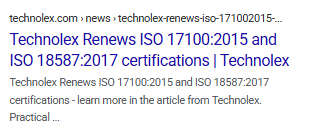 technolex.com › news › technolex-renews-iso-171002015-...
Technolex Renews ISO 17100:2015 and
ISO 18587:2017 certifications | Technolex
Technolex Renews ISO 17100:2015 and ISO 18587:2017
certifications - learn more in the article from Technolex.
Practical ...